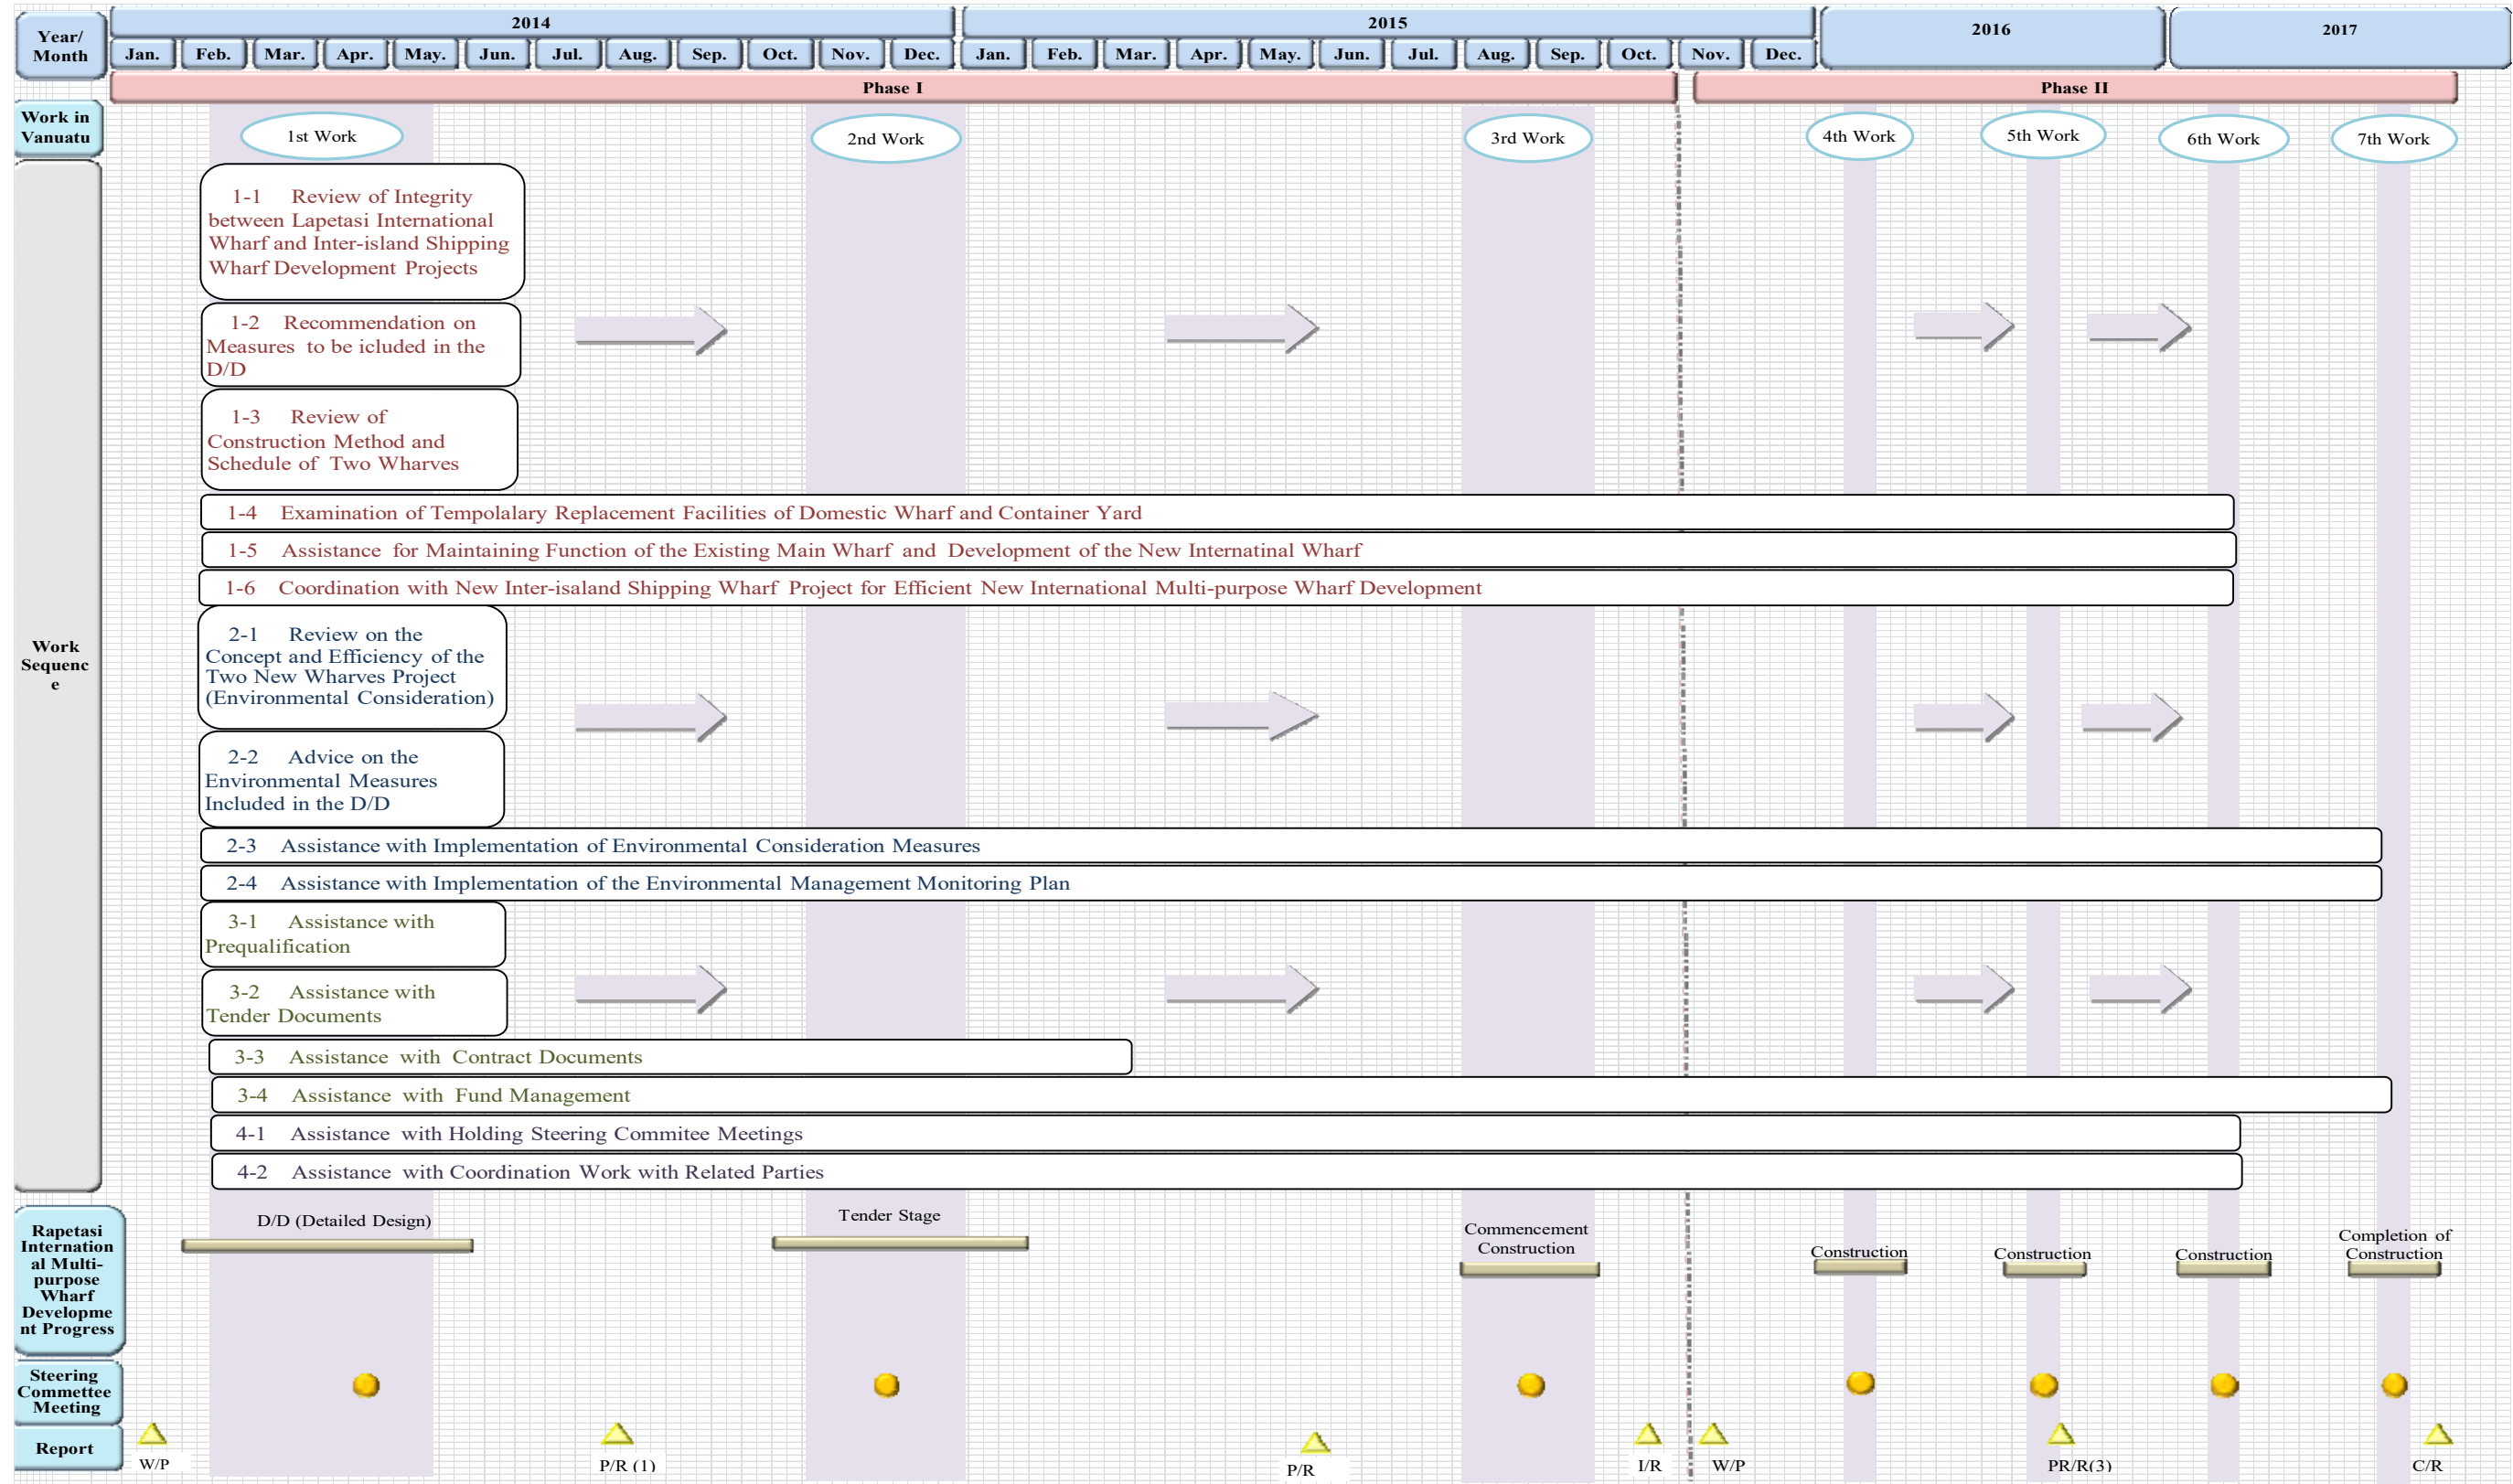 Year/
Month
2014
2015
2016
2017
Jan.
Feb.
Mar.
Apr.
May.
Jun.
Jul.
Aug.
Sep.
Oct.
Nov.
Dec.
Jan.
Feb.
Mar.
Apr.
May.
Jun.
Jul.
Aug.
Sep.
Oct.
Nov.
Dec.
Phase I
Phase II
Work in
Vanuatu
1st Work
2nd Work
3rd Work
4th Work
5th Work
6th Work
7th Work
Work
Sequenc
e
1-1 Review of Integrity
between Lapetasi International
Wharf and Inter-island Shipping
Wharf Development Projects
1-2 Recommendation on
Measures to be icluded in the
D/D
1-3 Review of
Construction Method and
Schedule of Two Wharves
1-4 Examination of Tempolalary Replacement Facilities of Domestic Wharf and Container Yard
1-5 Assistance for Maintaining Function of the Existing Main Wharf and Development of the New Internatinal Wharf
1-6 Coordination with New Inter-isaland Shipping Wharf Project for Efficient New International Multi-purpose Wharf Development
2-1 Review on the
Concept and Efficiency of the
Two New Wharves Project
(Environmental Consideration)
2-2 Advice on the
Environmental Measures
Included in the D/D
2-3 Assistance with Implementation of Environmental Consideration Measures
2-4 Assistance with Implementation of the Environmental Management Monitoring Plan
3-1 Assistance with
Prequalification
3-2 Assistance with
Tender Documents
3-3 Assistance with Contract Documents
3-4 Assistance with Fund Management
4-1 Assistance with Holding Steering Commitee Meetings
4-2 Assistance with Coordination Work with Related Parties
Rapetasi
Internation
al Multi-
purpose
Wharf
Developme
nt Progress
D/D (Detailed Design)
Tender Stage
Commencement
Construction
Construction
Construction
Construction
Completion of
Construction
Steering
Commettee
Meeting
Report
W/P
P/R (1)
P/R
I/R
W/P
PR/R(3)
C/R